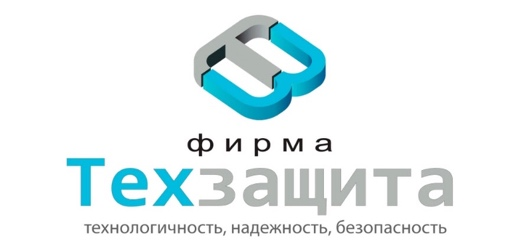 фирма
Техзащита
технологичность, надежность, безопасность